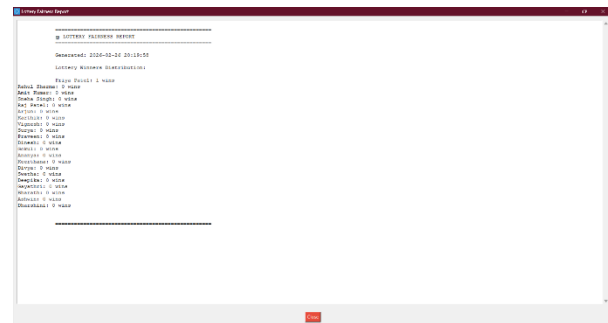 Lottery Fairness Report
==================================================
LOTTERY FAIRNESS REPORT
==================================================
Generated: 2026-02-26 20:19:58
Lottery Winners Distribution:
Priya Patel: 1 wins
Rahul Sharma: 0 wins
Amit Kumar: 0 wins
Sneha Singh: 0 wins
Raj Patel: 0 wins
Arjun: 0 wins
Karthik: 0 wins
Vignesh: 0 wins
Surya: 0 wins
Praveen: 0 wins
Dinesh: 0 wins
Gokul: 0 wins
Ananya: 0 wins
Keerthana: 0 wins
Divya: 0 wins
Swetha: 0 wins
Deepika: 0 wins
Gayathri: 0 wins
Bharath: 0 wins
Ashwin: 0 wins
Dharshini: 0 wins
==================================================
Close